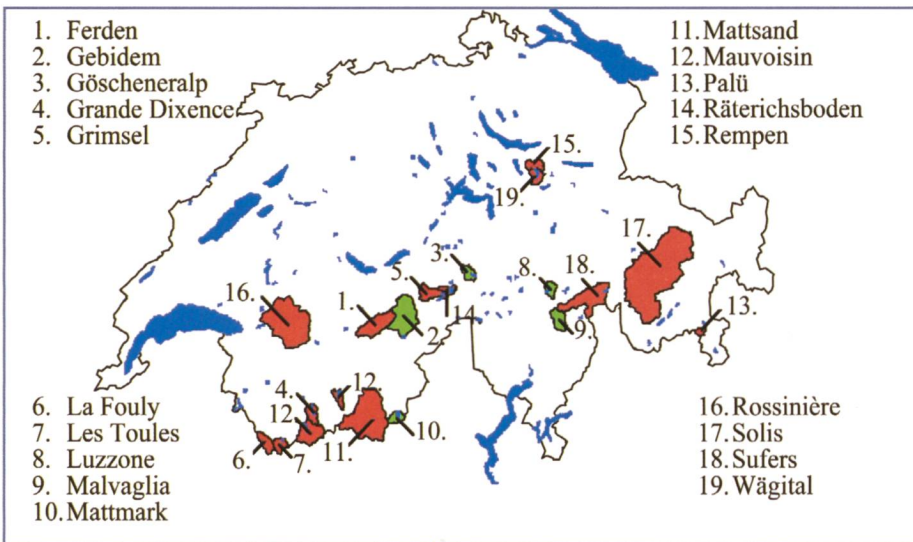 1. Ferden
2. Gebidem
3. Göscheneralp
4. Grande Dixence
5. Grimsel
11. Mattsand
12. Mauvoisin
13. Palü
14. Räterichsboden
15. Rempen
15.
19.
17.
3.
8.
18.
5.
16.
1.
14
13.
2.
9.
4.
12.
12.
10.
6.
7.
11.
6. La Fouly
7. Les Toules
8. Luzzone
9. Malvaglia
10. Mattmark
16. Rossinière
17. Solis
18. Sufers
19. Wägital